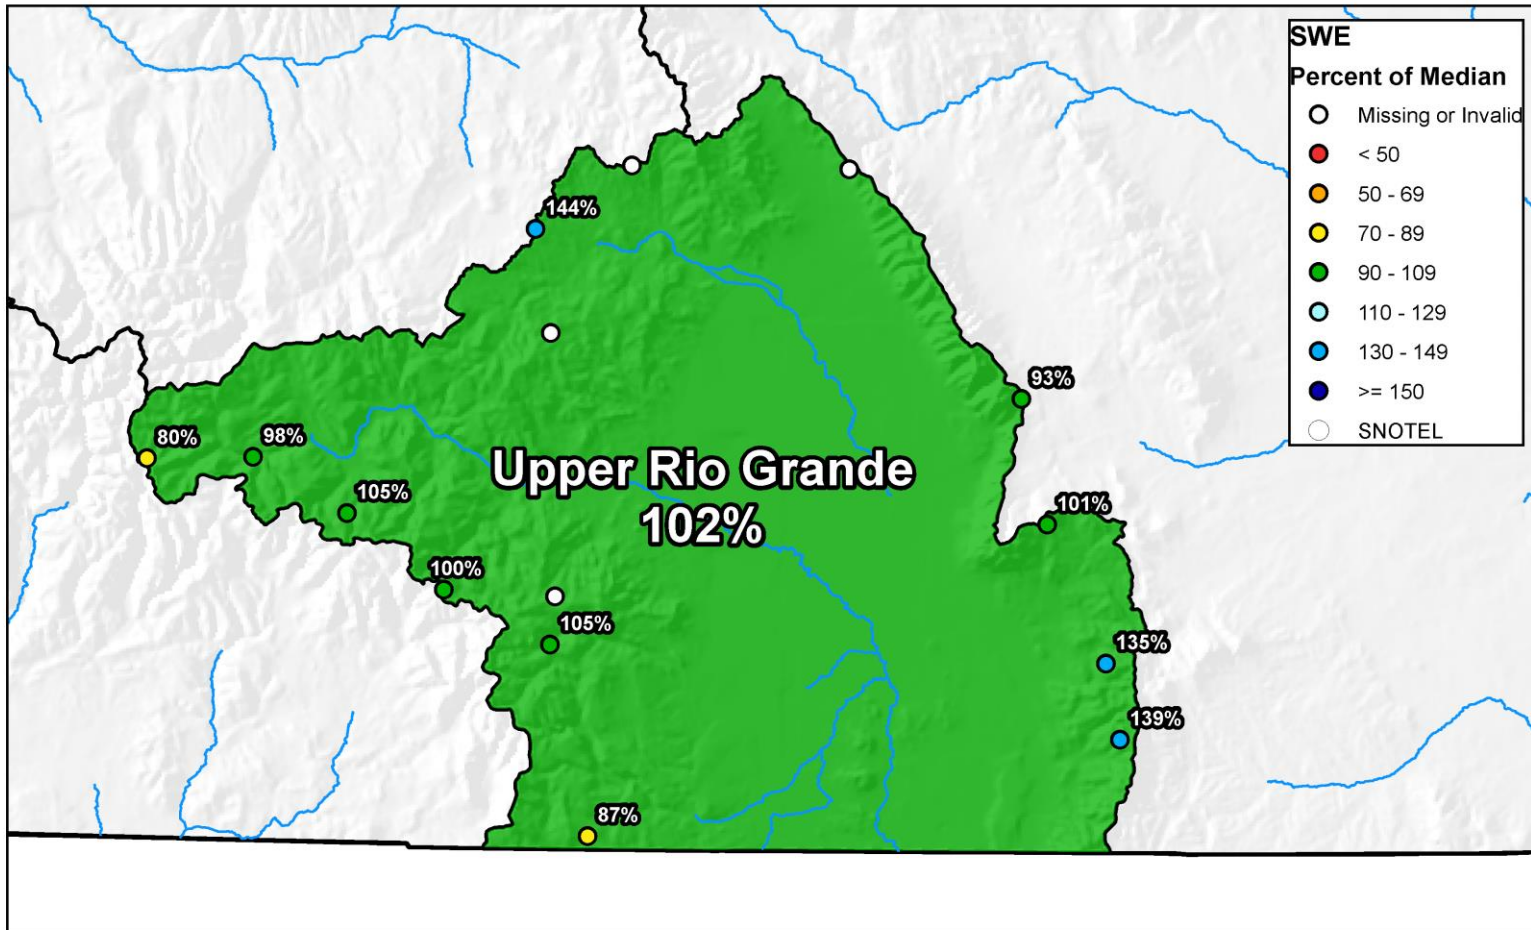 SWE
Percent of Median
Missing or Invalid
< 50
50 - 69
70 - 89
90 - 109
110 - 129
130 - 149
>= 150
SNOTEL
144%
93%
80%
98%
105%
Upper Rio Grande
102%
101%
100%
105%
135%
139%
87%